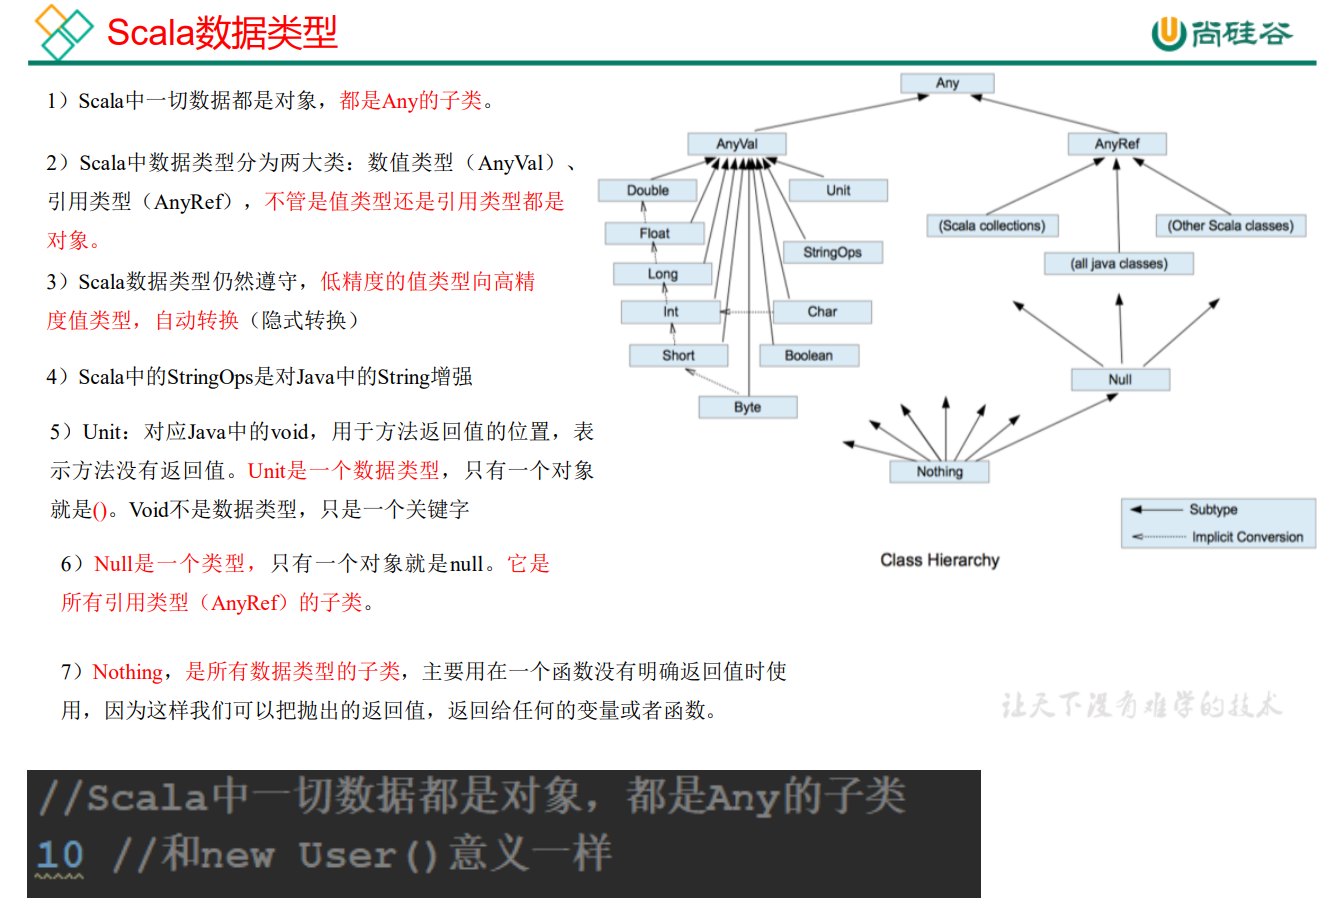 Scala数据类型
尚硅谷
1）Scala中一切数据都是对象，都是Any的子类。
2）Scala中数据类型分为两大类：数值类型（AnyVal）、
引用类型（AnyRef），不管是值类型还是引用类型都是
对象。
3）Scala数据类型仍然遵守，低精度的值类型向高精
度值类型，自动转换（隐式转换）
4）Scala中的StringOps是对Java中的String增强
5）Unit：对应Java中的void，用于方法返回值的位置，表
示方法没有返回值。Unit是一个数据类型，只有一个对象
就是()。Void不是数据类型，只是一个关键字
6）Null是一个类型，只有一个对象就是null。它是
所有引用类型（AnyRef）的子类。
7）Nothing，是所有数据类型的子类，主要用在一个函数没有明确返回值时使
用，因为这样我们可以把抛出的返回值，返回给任何的变量或者函数。
Any
AnyVal
AnyRef
Double
Unit
Float
(Scala collections)
(Other Scala classes)
StringOps
(all java classes)
Long
Int
Char
Short
Boolean
Null
Byte
Nothing
Subtype
Implicit Conversion
Class Hierarchy
让天下没有难学的技术
//Scala中一切数据都是对象，都是Any的子类
10 //和new User()意义一样